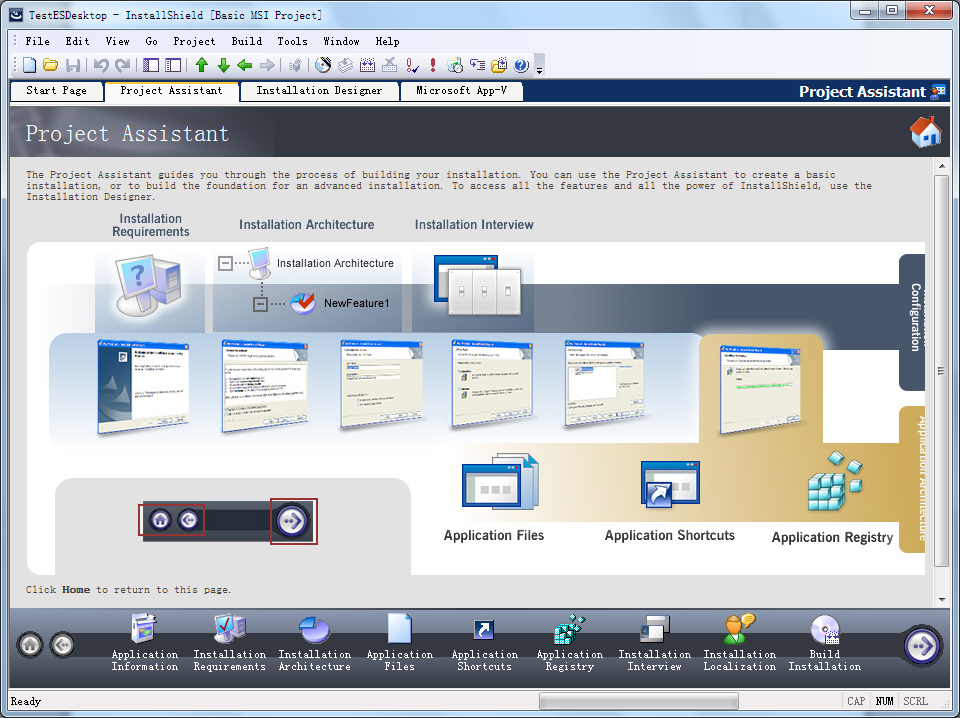 TestESDesktop - InstallShield [Basic MSI Project]
File Edit View Go Project Build Tools Window Help
Start Page Project Assistant Installation Designer Microsoft App-V Project Assistant
Project Assistant
The Project Assistant guides you through the process of building your installation. You can use the Project Assistant to create a basic
installation, or to build the foundation for an advanced installation. To access all the features and all the power of InstallShield, use the
Installation Designer.
Installation
Requirements
Installation Architecture
Installation Interview
Installation Architecture
NewFeature1
Configuration
Application Architecture
Application Files
Application Shortcuts
Application Registry
Click Home to return to this page.
Application
Information
Installation
Requirements
Installation
Architecture
Application
Files
Application
Shortcuts
Application
Registry
Installation
Interview
Installation
Localization
Build
Installation
Ready
CAP NUM SCRL